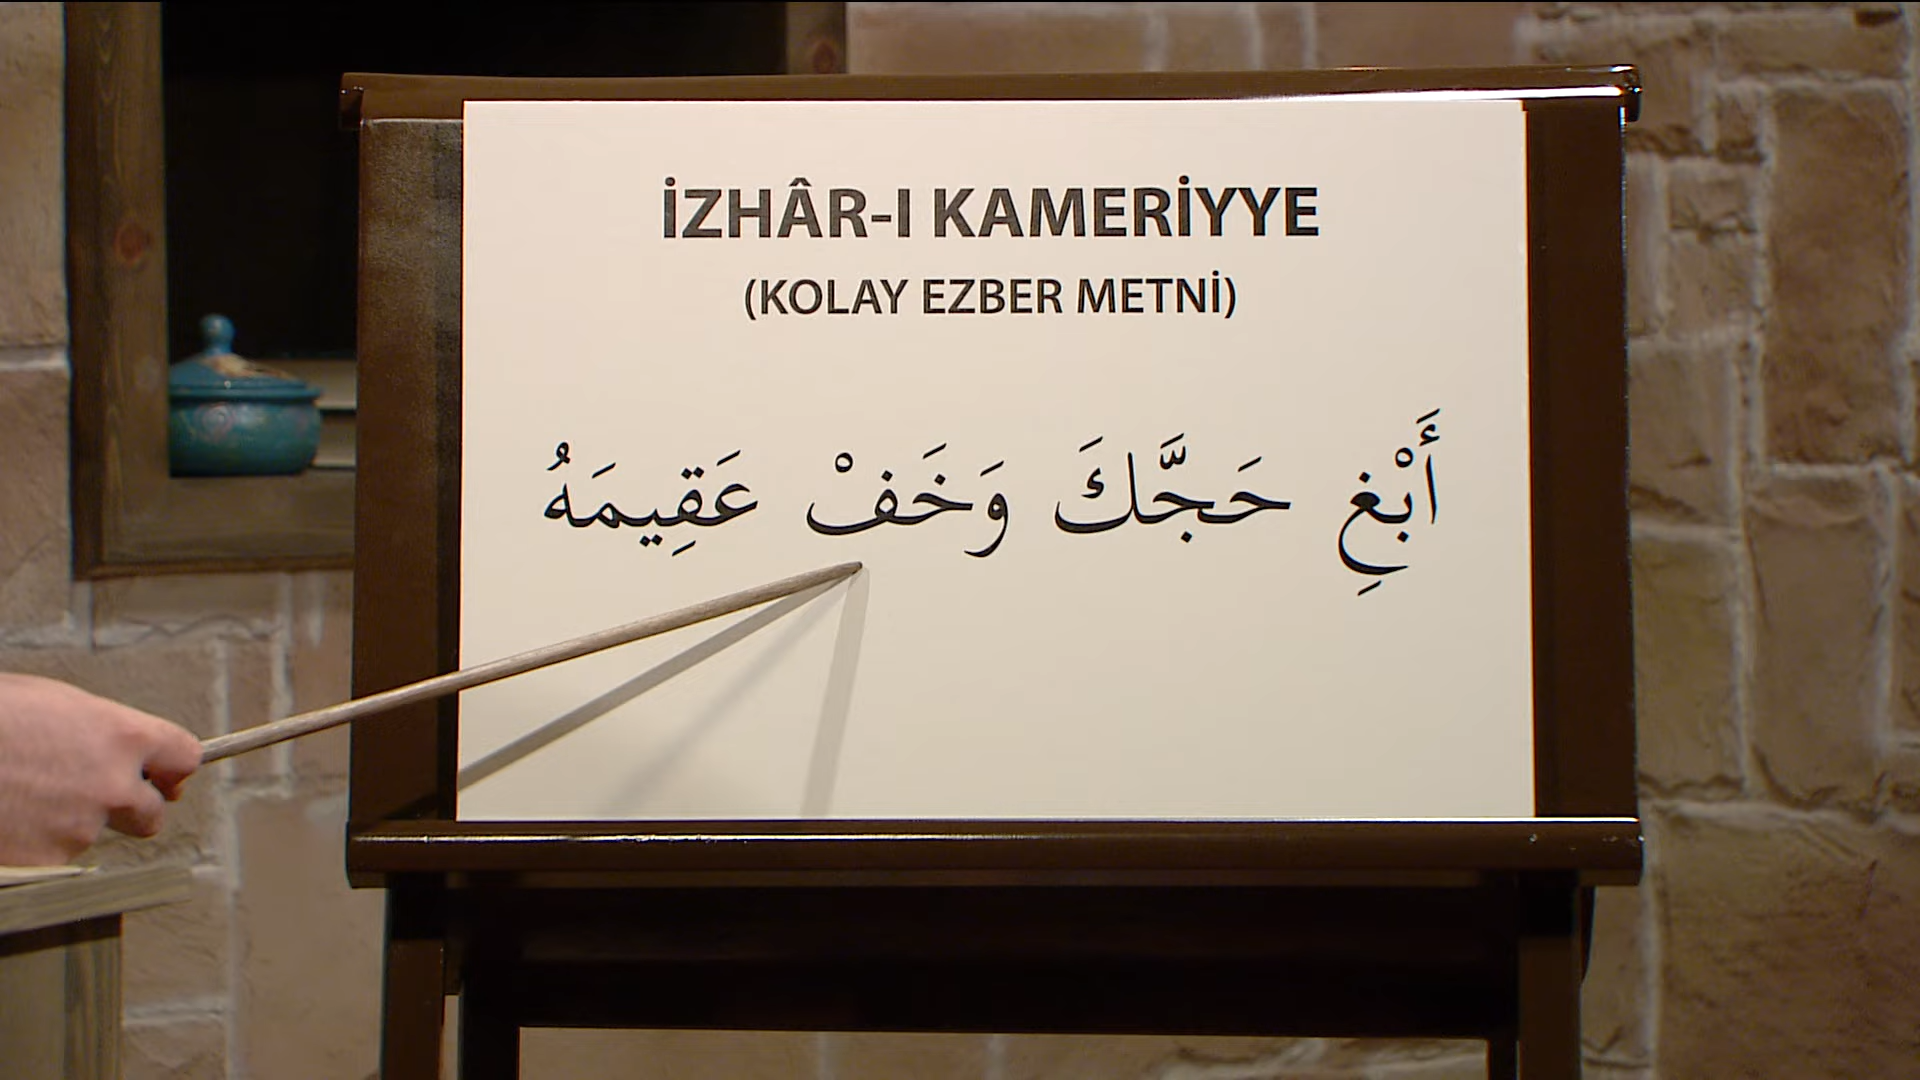 İZHÂR-I KAMERİYYE
(KOLAY EZBER METNİ)
أَبْغِ حَجَّكَ وَخَفْ عَقِيمَهُ